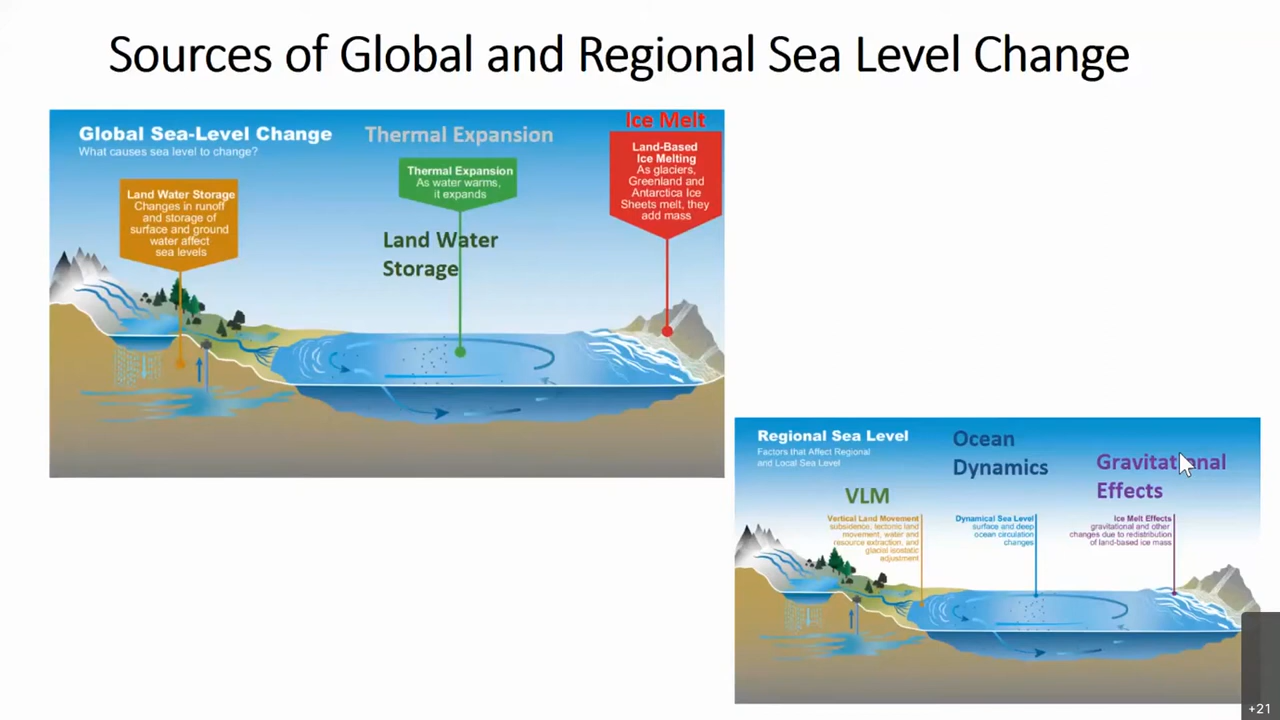 Sources of Global and Regional Sea Level Change
Global Sea-Level Change
What causes sea level to change?
Thermal Expansion
Ice Melt
Land Water Storage
Changes in runoff
and storage of
surface and ground
water affect
sea levels
Thermal Expansion
As water warms,
it expands
Land-Based
Ice Melting
As glaciers,
Greenland and
Antarctica Ice
Sheets melt, they
add mass
Land Water
Storage
Regional Sea Level
Factors that Affect Regional
and Local Sea Level
Ocean
Dynamics
Gravitational
Effects
VLM
Vertical Land Movement
subsidence, tectonic land
movement, water and
resource extraction, and
glacial isostatic
adjustment
Dynamical Sea Level
surface and deep
ocean circulation
changes
Ice Melt Effects
gravitational and other
changes due to redistribution
of land-based ice mass
+21